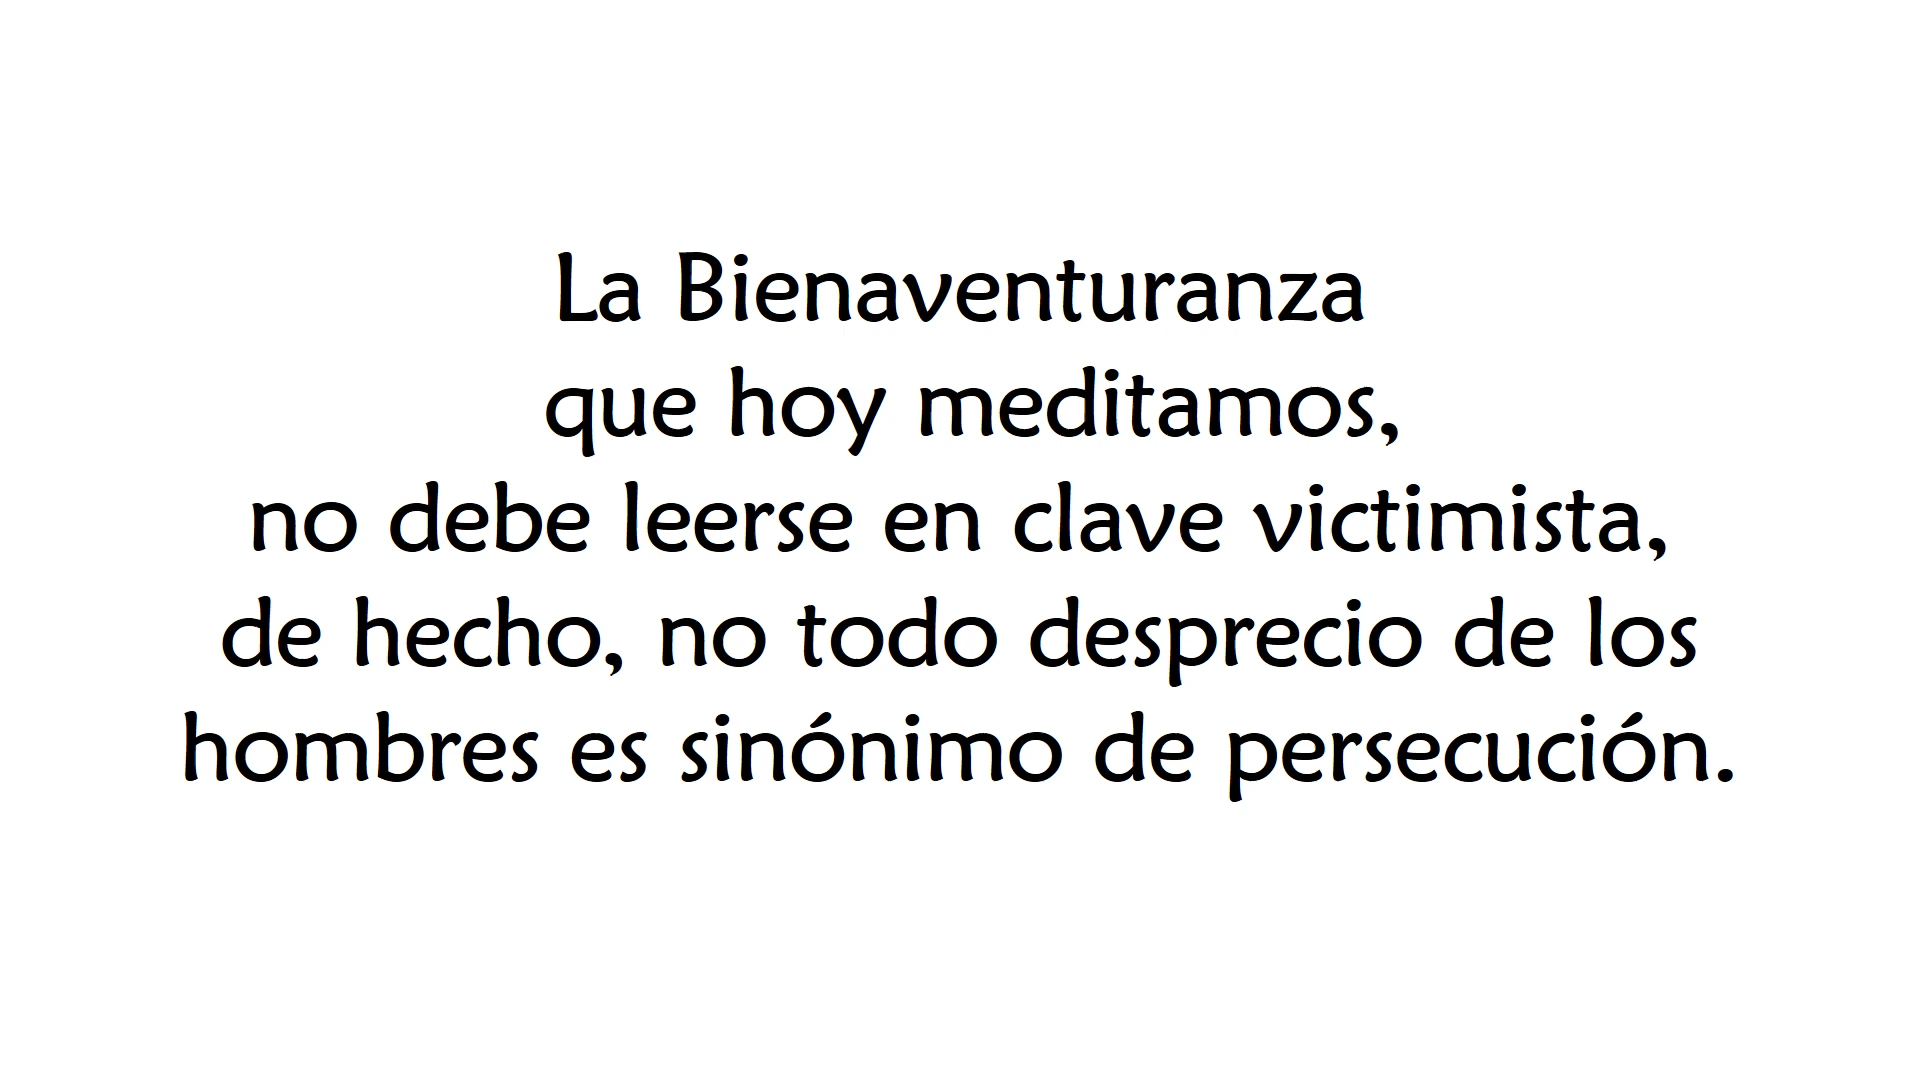 La Bienaventuranza
que hoy meditamos,
no debe leerse en clave victimista,
de hecho, no todo desprecio de los
hombres es sinónimo de persecución.